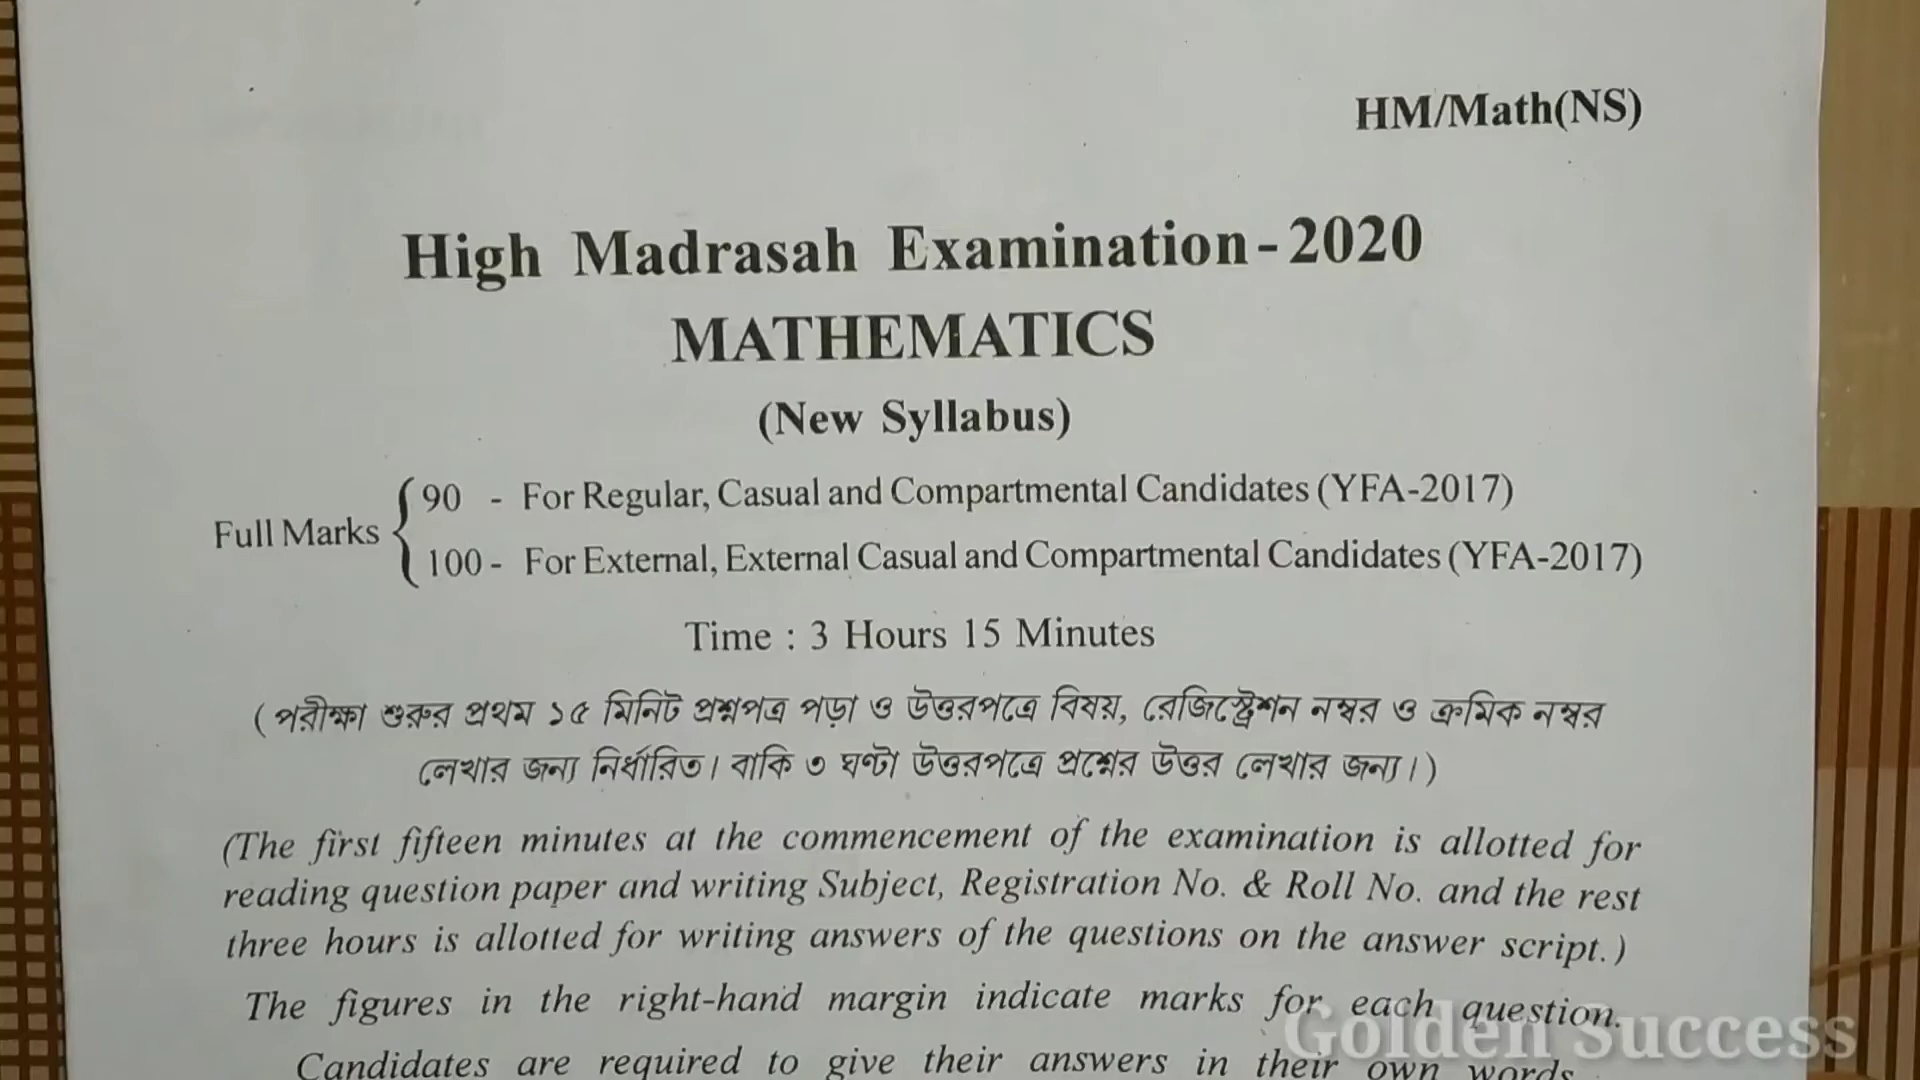 HM/Math(NS)
High Madrasah Examination-2020
MATHEMATICS
(New Syllabus)
Full Marks { 90 - For Regular, Casual and Compartmental Candidates (YFA-2017)
100 - For External, External Casual and Compartmental Candidates (YFA-2017)
Time : 3 Hours 15 Minutes
(পরীক্ষা শুরুর প্রথম ১৫ মিনিট প্রশ্নপত্র পড়া ও উত্তরপত্রে বিষয়, রেজিস্ট্রেশন নম্বর ও ক্রমিক নম্বর
লেখার জন্য নির্ধারিত। বাকি ৩ ঘণ্টা উত্তরপত্রে প্রশ্নের উত্তর লেখার জন্য।)
(The first fifteen minutes at the commencement of the examination is allotted for
reading question paper and writing Subject, Registration No. & Roll No. and the rest
three hours is allotted for writing answers of the questions on the answer script.)
The figures in the right-hand margin indicate marks for each question.
Candidates are required to give their answers in their own words
Golden Success